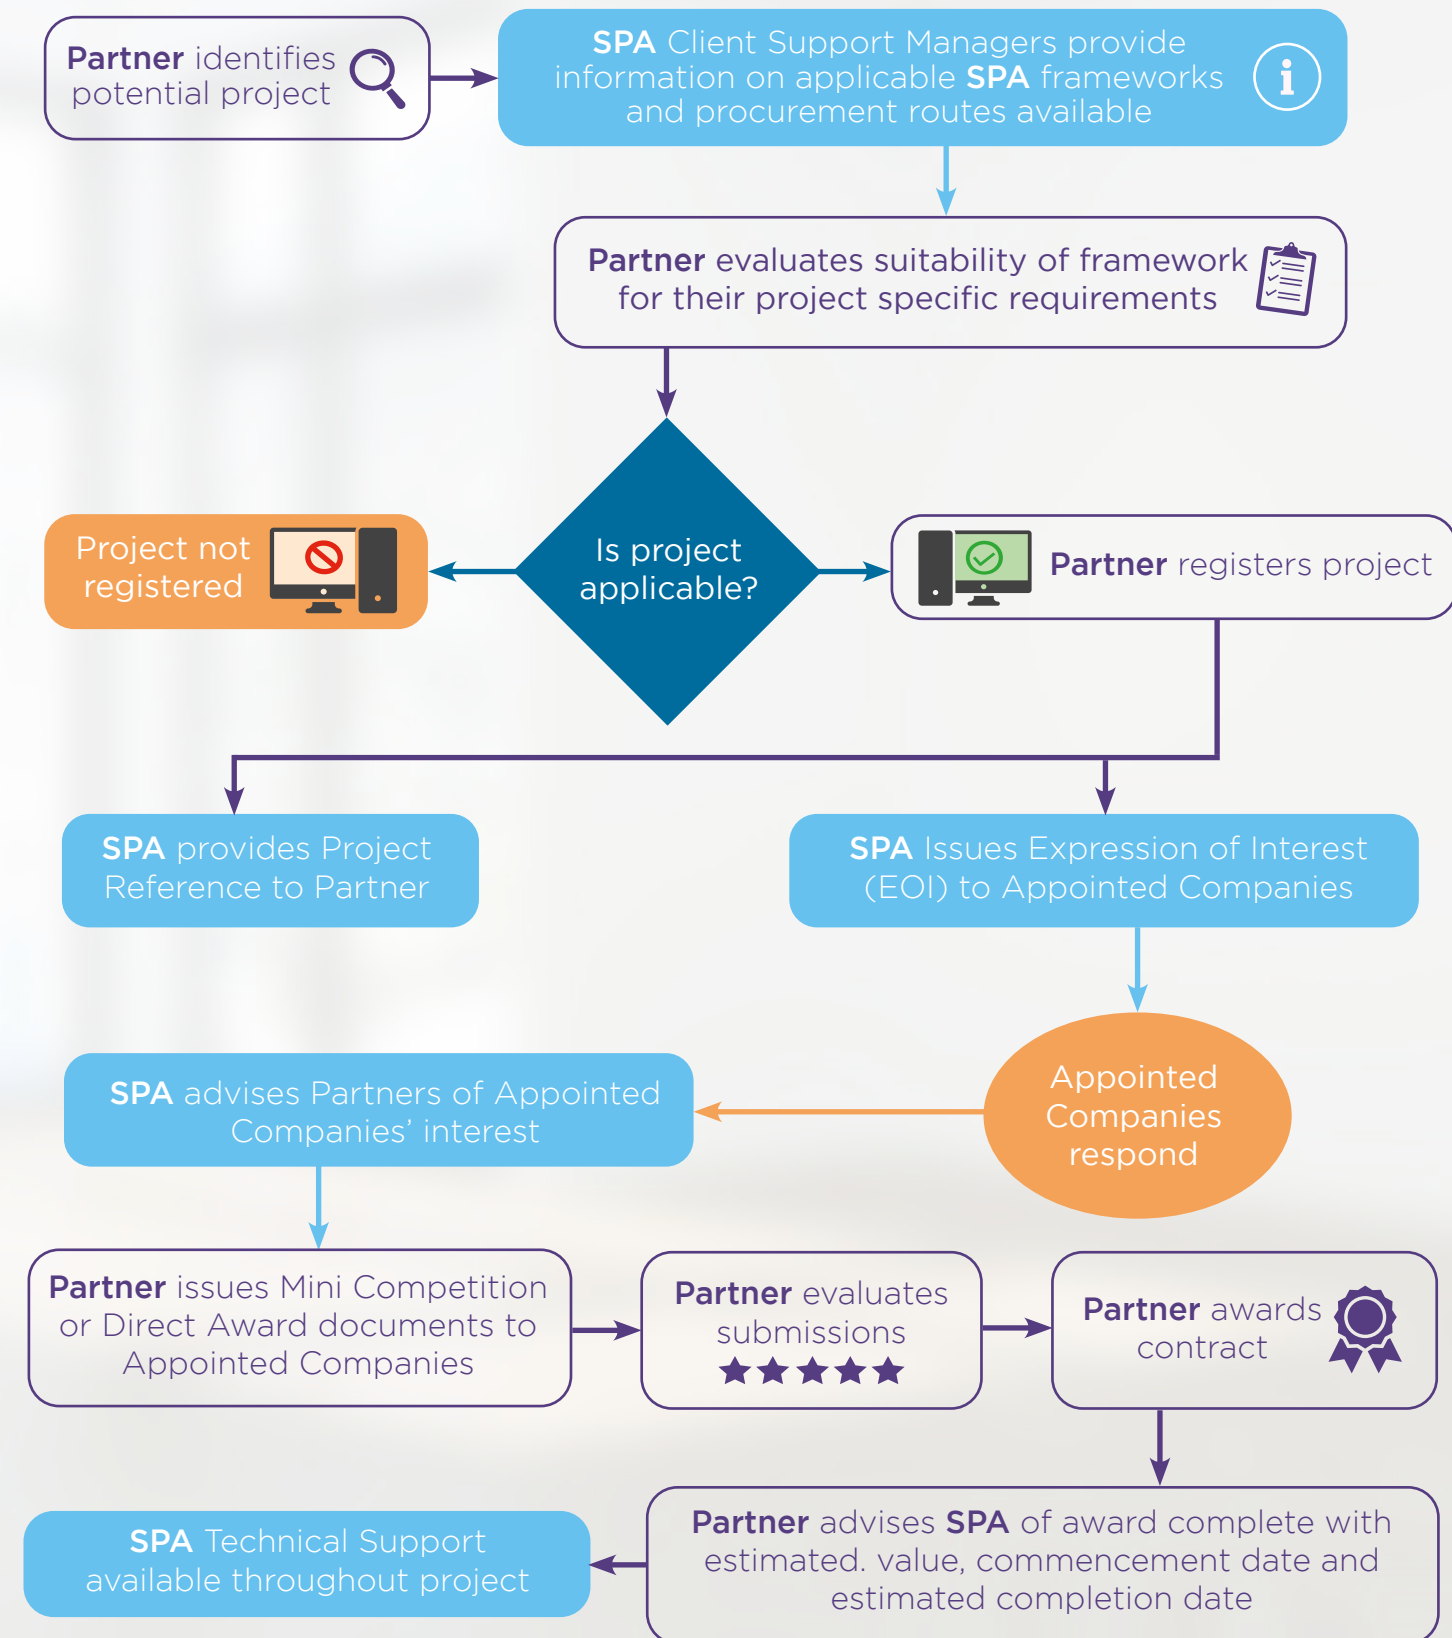 Partner identifies
potential project
SPA Client Support Managers provide
information on applicable SPA frameworks
and procurement routes available
i
Partner evaluates suitability of framework
for their project specific requirements
Is project
applicable?
Project not
registered
Partner registers project
SPA provides Project
Reference to Partner
SPA Issues Expression of Interest
(EOI) to Appointed Companies
Appointed
Companies
respond
SPA advises Partners of Appointed
Companies’ interest
Partner issues Mini Competition
or Direct Award documents to
Appointed Companies
Partner evaluates
submissions
Partner awards
contract
Partner advises SPA of award complete with
estimated. value, commencement date and
estimated completion date
SPA Technical Support
available throughout project